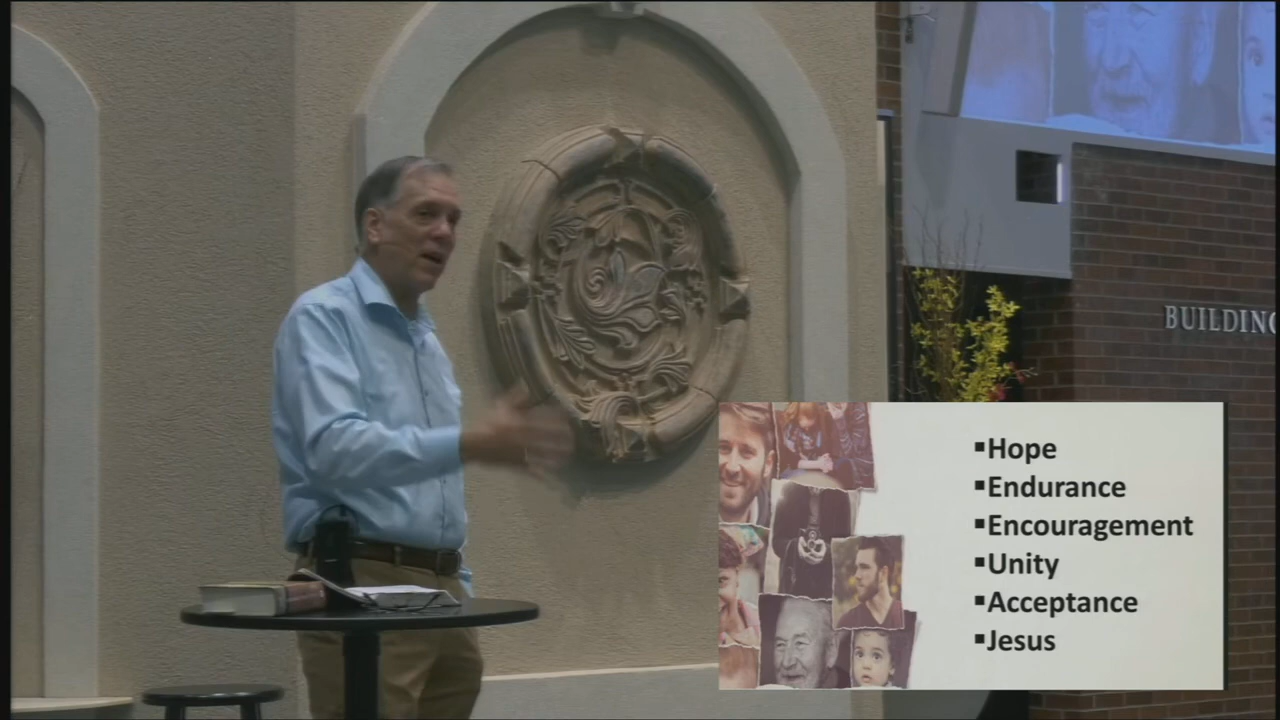 BUILDING
▪Hope
▪Endurance
▪Encouragement
▪Unity
▪Acceptance
▪Jesus